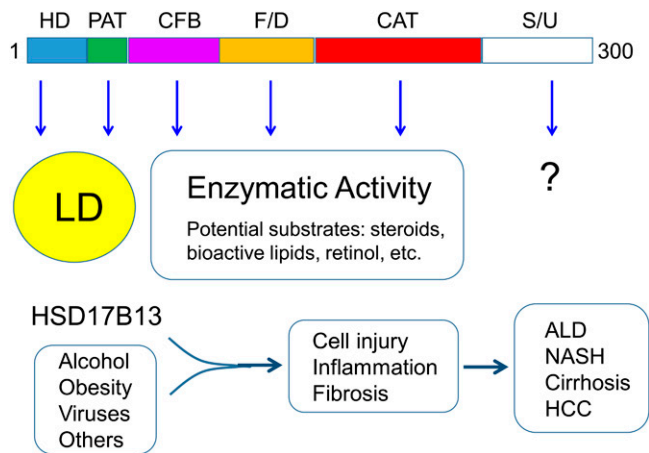 HD PAT CFB F/D CAT S/U
1 300
LD
Enzymatic Activity
Potential substrates: steroids,
bioactive lipids, retinol, etc.
?
HSD17B13
Alcohol
Obesity
Viruses
Others
Cell injury
Inflammation
Fibrosis
ALD
NASH
Cirrhosis
HCC